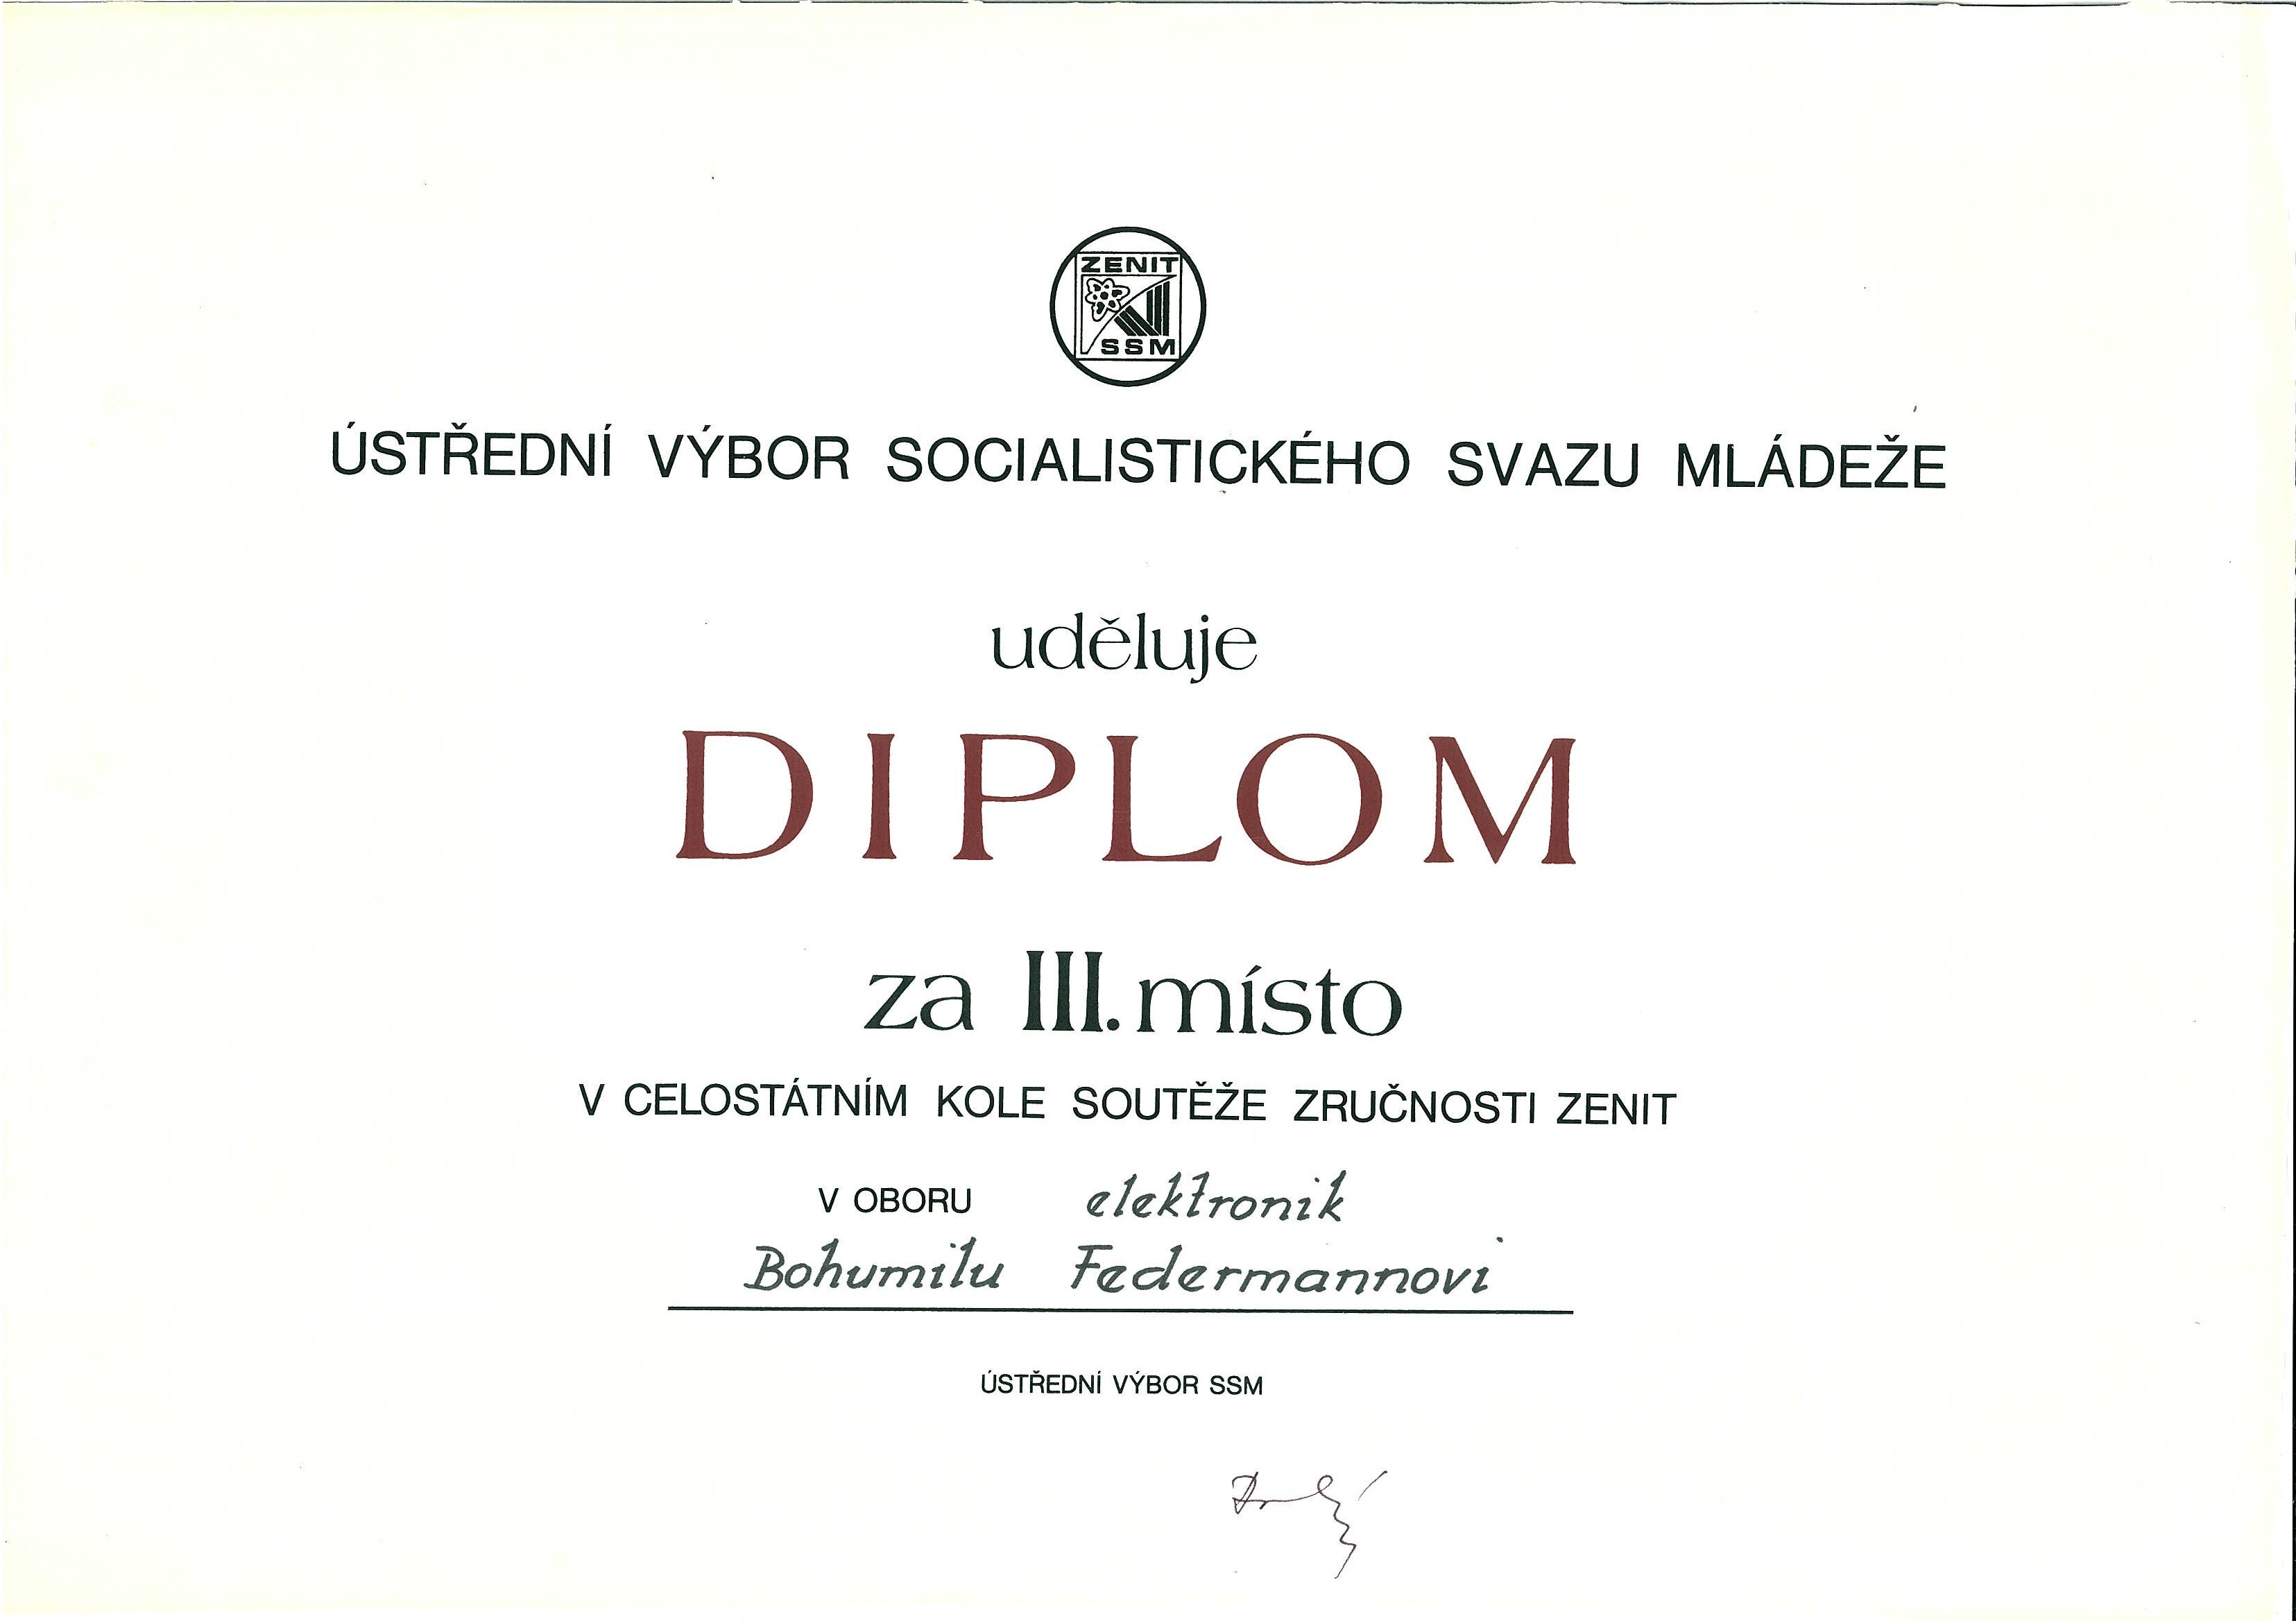 ZENIT
SSM
ÚSTŘEDNÍ VÝBOR SOCIALISTICKÉHO SVAZU MLÁDEŽE
uděluje
DIPLOM
za III. místo
V CELOSTÁTNÍM KOLE SOUTĚŽE ZRUČNOSTI ZENIT
V OBORU elektronik
Bohumilu Federmannovi
ÚSTŘEDNÍ VÝBOR SSM